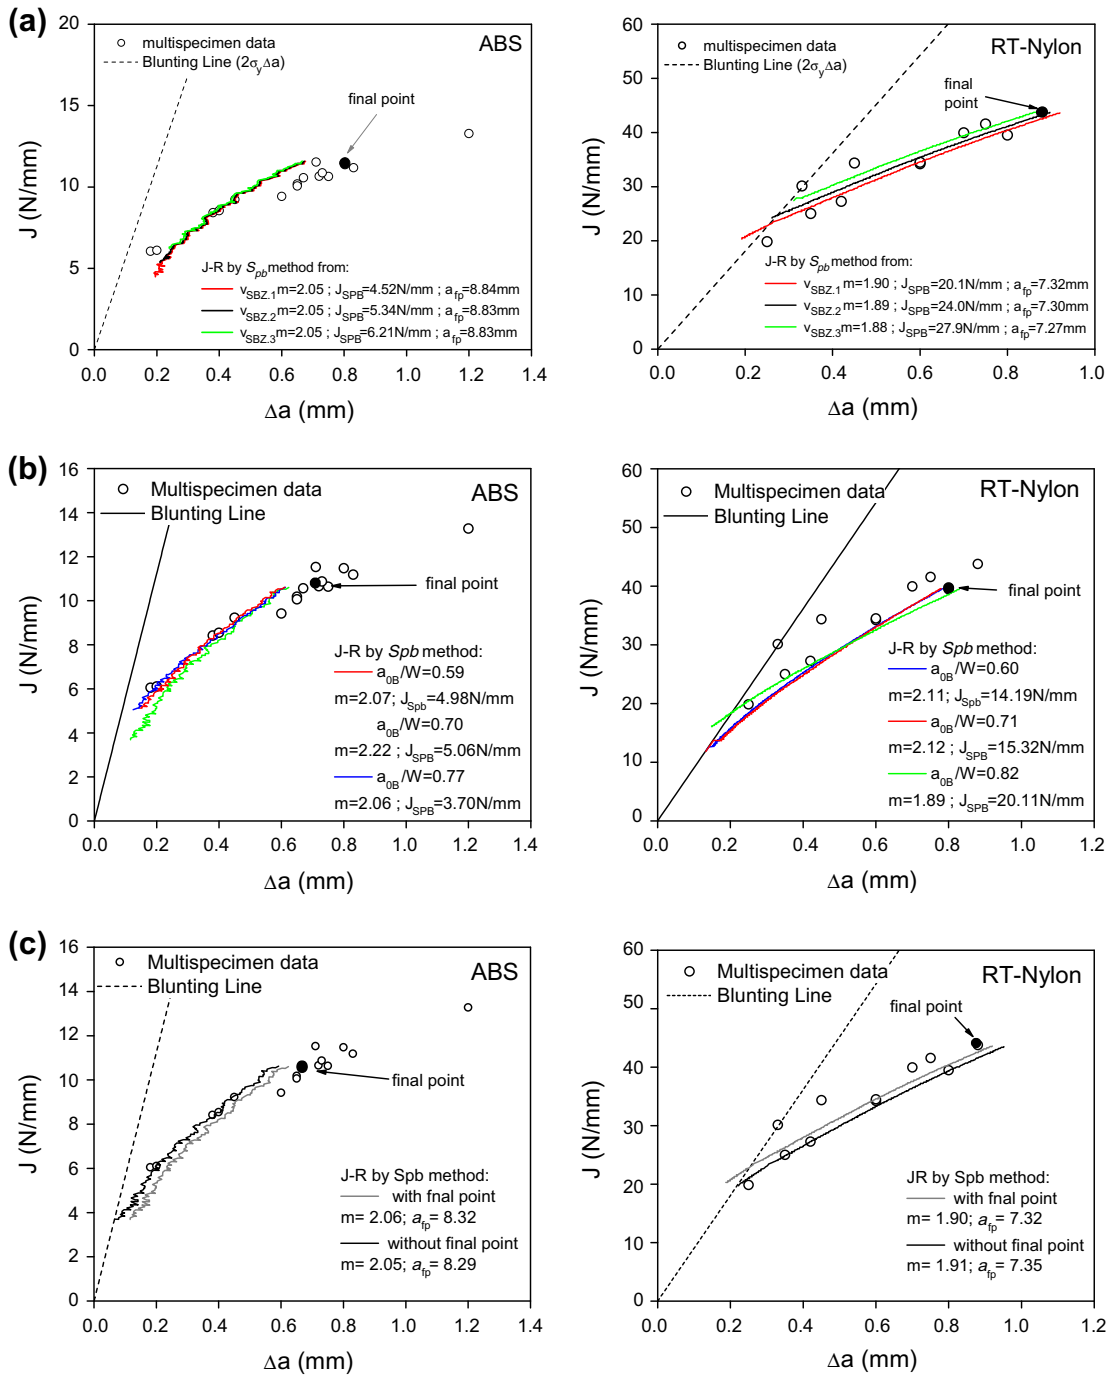 (a)
ABS
multispecimen data
Blunting Line (2σyΔa)
final point
J-R by Spb method from:
vSBZ.1 m=2.05 ; JSPB=4.52N/mm ; afp=8.84mm
vSBZ.2 m=2.05 ; JSPB=5.34N/mm ; afp=8.83mm
vSBZ.3 m=2.05 ; JSPB=6.21N/mm ; afp=8.83mm
J (N/mm)
20
15
10
5
0
0.0 0.2 0.4 0.6 0.8 1.0 1.2 1.4
Δa (mm)
RT-Nylon
multispecimen data
Blunting Line (2σyΔa)
final
point
J-R by Spb method from:
vSBZ.1 m=1.90 ; JSPB=20.1N/mm ; afp=7.32mm
vSBZ.2 m=1.89 ; JSPB=24.0N/mm ; afp=7.30mm
vSBZ.3 m=1.88 ; JSPB=27.9N/mm ; afp=7.27mm
J (N/mm)
60
50
40
30
20
10
0
0.0 0.2 0.4 0.6 0.8 1.0
Δa (mm)
(b)
ABS
Multispecimen data
Blunting Line
final point
J-R by Spb method:
a0B/W=0.59
m=2.07; JSpb=4.98N/mm
a0B/W=0.70
m=2.22 ; JSPB=5.06N/mm
a0B/W=0.77
m=2.06 ; JSPB=3.70N/mm
J (N/mm)
16
14
12
10
8
6
4
2
0
0.0 0.2 0.4 0.6 0.8 1.0 1.2 1.4
Δa (mm)
RT-Nylon
Multispecimen data
Blunting Line
final point
J-R by Spb method:
a0B/W=0.60
m=2.11; JSpb=14.19N/mm
a0B/W=0.71
m=2.12 ; JSPB=15.32N/mm
a0B/W=0.82
m=1.89 ; JSPB=20.11N/mm
J (N/mm)
60
50
40
30
20
10
0
0.0 0.2 0.4 0.6 0.8 1.0 1.2
Δa (mm)
(c)
ABS
Multispecimen data
Blunting Line
final point
J-R by Spb method:
with fnal point
m= 2.06; afp= 8.32
without final point
m= 2.05; afp= 8.29
J (N/mm)
16
14
12
10
8
6
4
2
0
0.0 0.2 0.4 0.6 0.8 1.0 1.2 1.4
Δa (mm)
RT-Nylon
Multispecimen data
Blunting Line
final point
JR by Spb method:
with fnal point
m= 1.90; afp= 7.32
without final point
m= 1.91; afp= 7.35
J (N/mm)
60
50
40
30
20
10
0
0.0 0.2 0.4 0.6 0.8 1.0 1.2
Δa (mm)